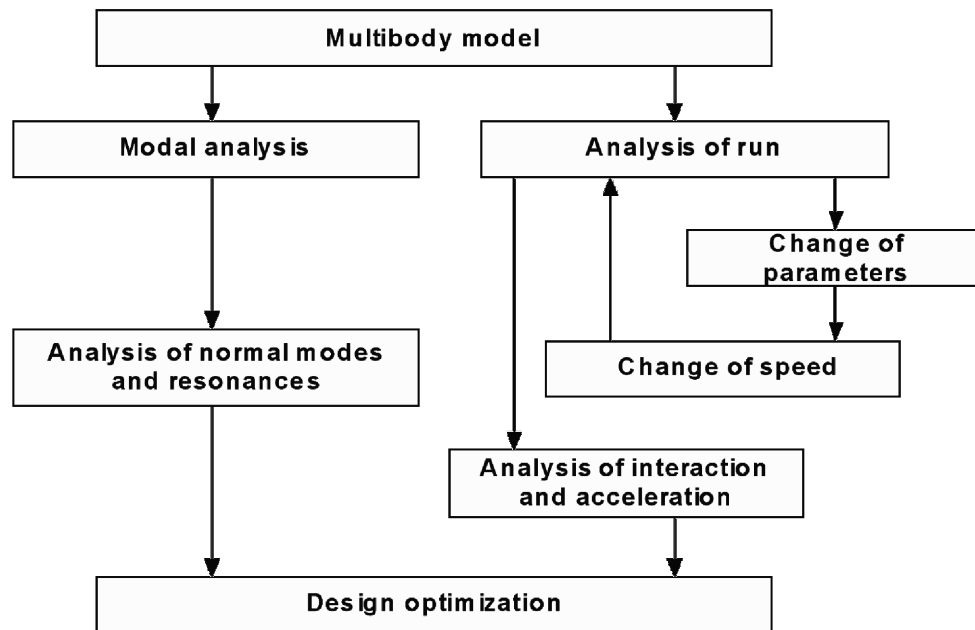 Multibody model
Modal analysis
Analysis of run
Change of
parameters
Analysis of normal modes
and resonances
Change of speed
Analysis of interaction
and acceleration
Design optimization